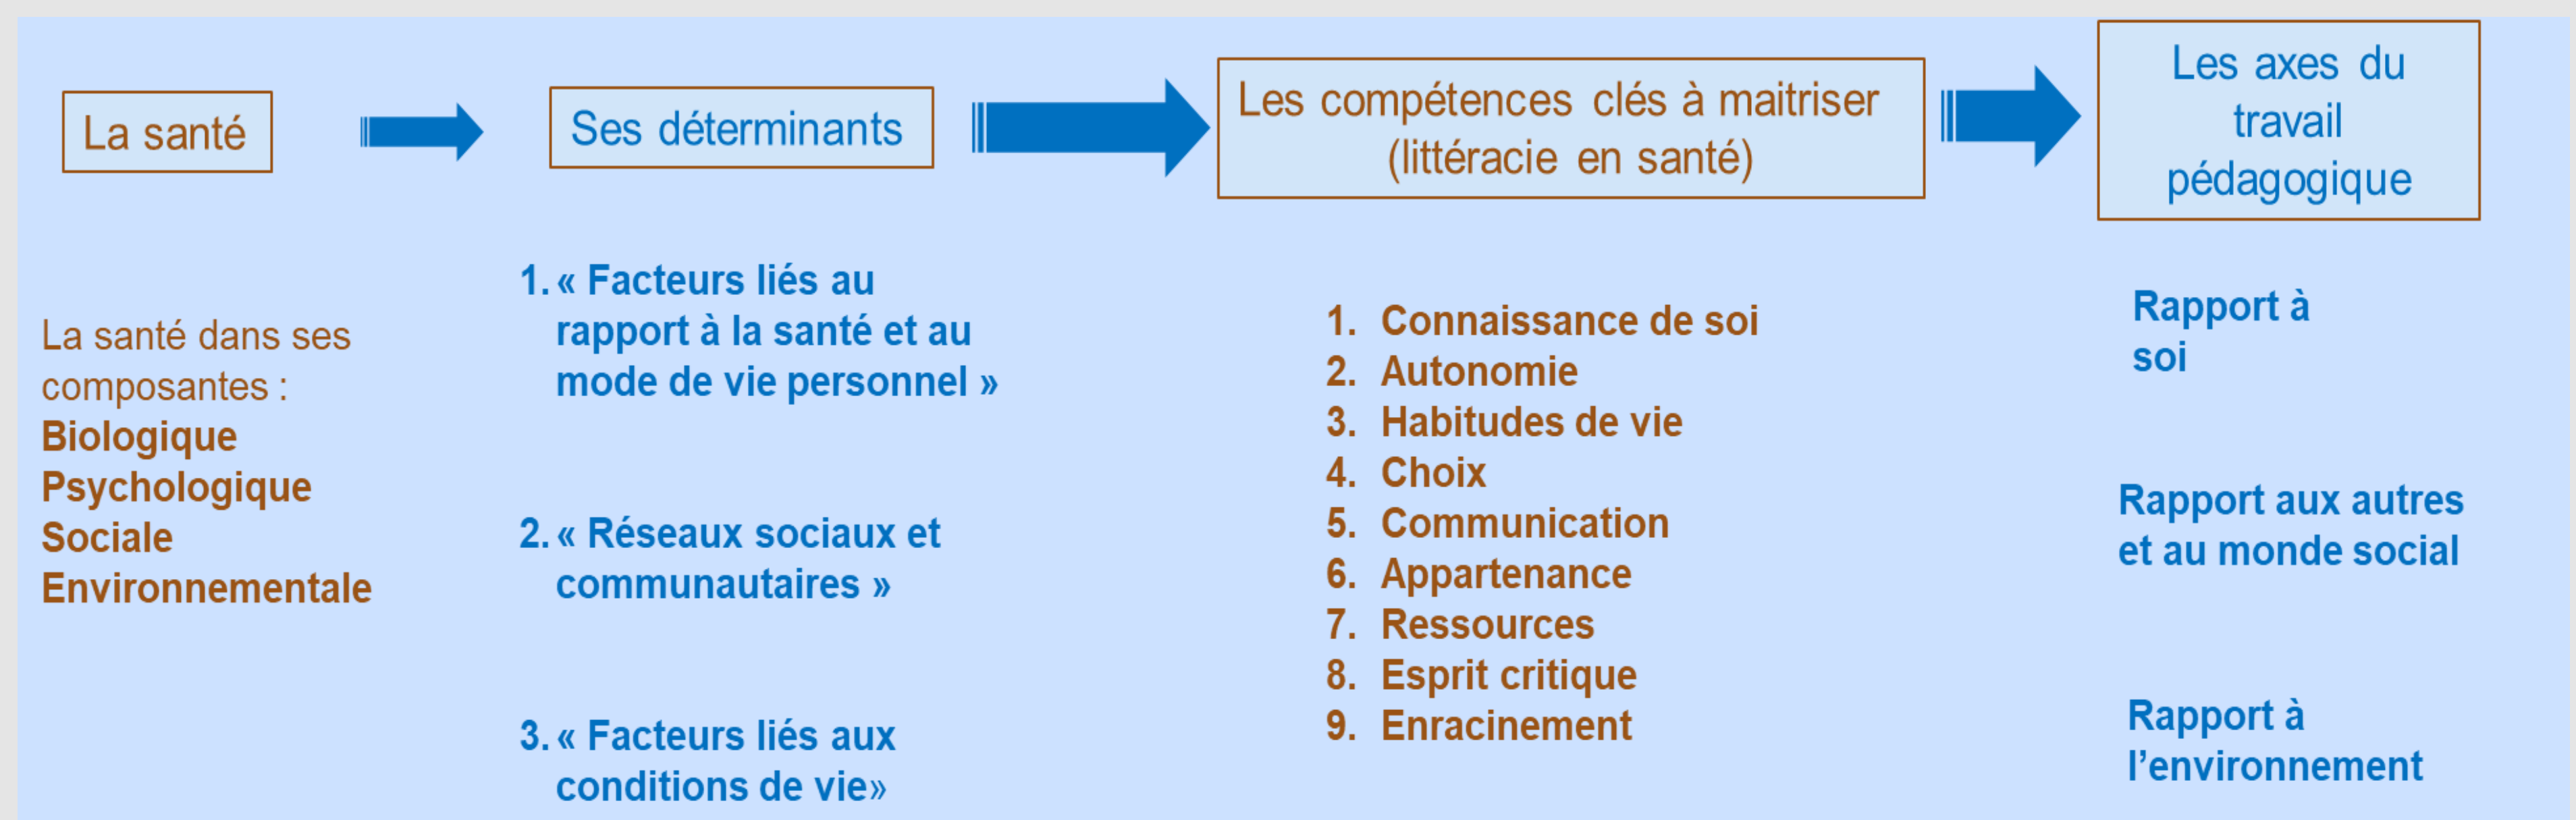 La santé
Ses déterminants
Les compétences clés à maitriser
(littéracie en santé)
Les axes du
travail
pédagogique
La santé dans ses
composantes :
Biologique
Psychologique
Sociale
Environnementale
1. « Facteurs liés au
rapport à la santé et au
mode de vie personnel »
2. « Réseaux sociaux et
communautaires »
3. « Facteurs liés aux
conditions de vie»
1. Connaissance de soi
2. Autonomie
3. Habitudes de vie
4. Choix
5. Communication
6. Appartenance
7. Ressources
8. Esprit critique
9. Enracinement
Rapport à
soi
Rapport aux autres
et au monde social
Rapport à
l’environnement